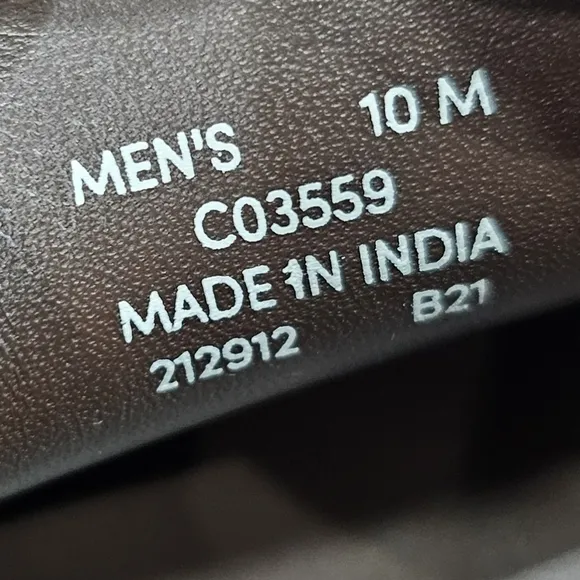 MEN'S 10 M
C03559
MADE IN INDIA
212912 B21